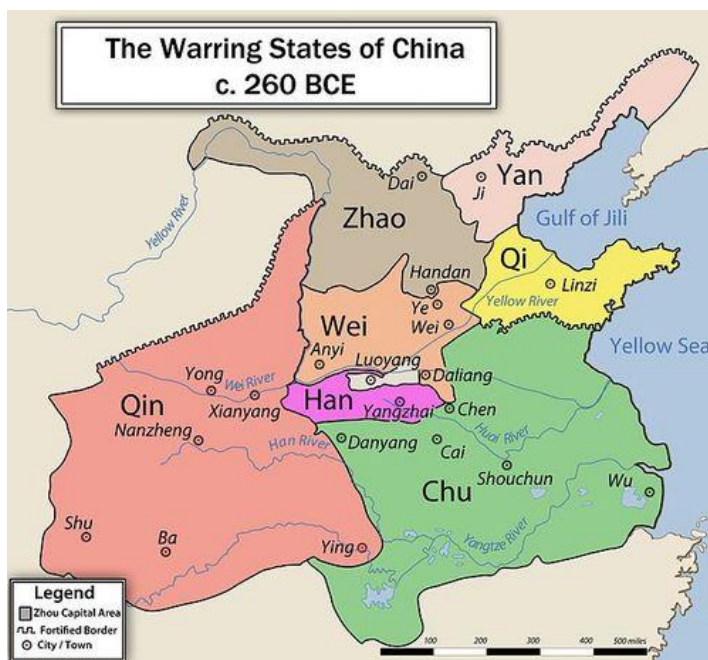 The Warring States of China
c. 260 BCE
Dai
Ji
Yan
Yellow River
Zhao
Gulf of Jili
Qi
Handan
Linzi
Ye
Yellow River
Wei
Wei
Yellow Sea
Anyi
Luoyang
Daliang
Yong
Wei River
Xianyang
Han
Yangzhai
Chen
Qin
Nanzheng
Han River
Danyang
Cai
Huai River
Shouchun
Chu
Wu
Shu
Ba
Ying
Yangtze River
Legend
Zhou Capital Area
Fortified Border
City / Town
100 200 300 400 500 miles